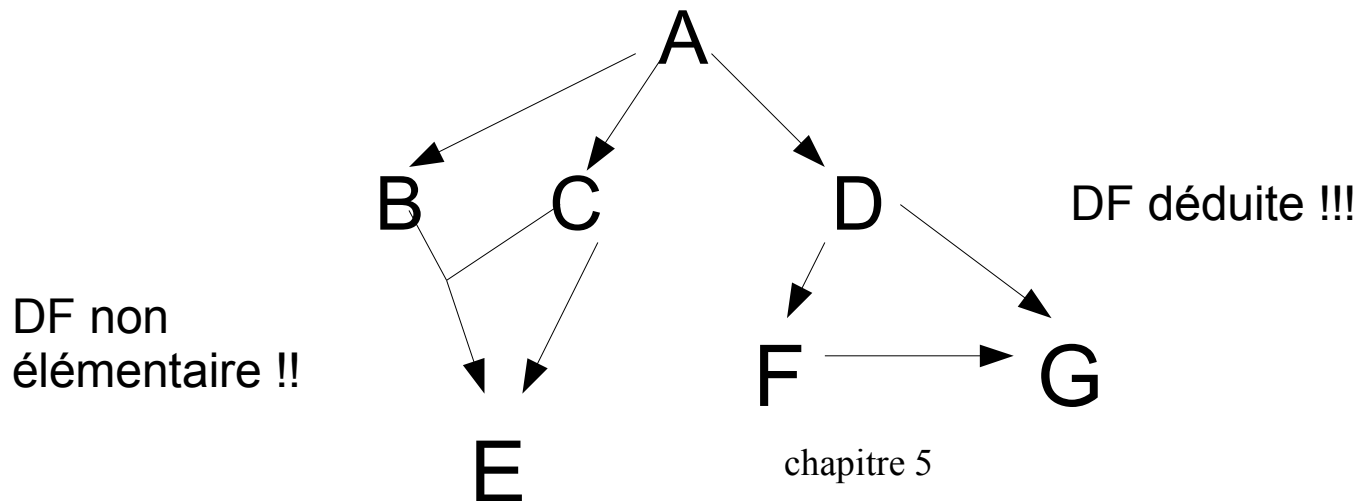 A
B
C
D
DF déduite !!!
DF non
élémentaire !!
F
G
E
chapitre 5